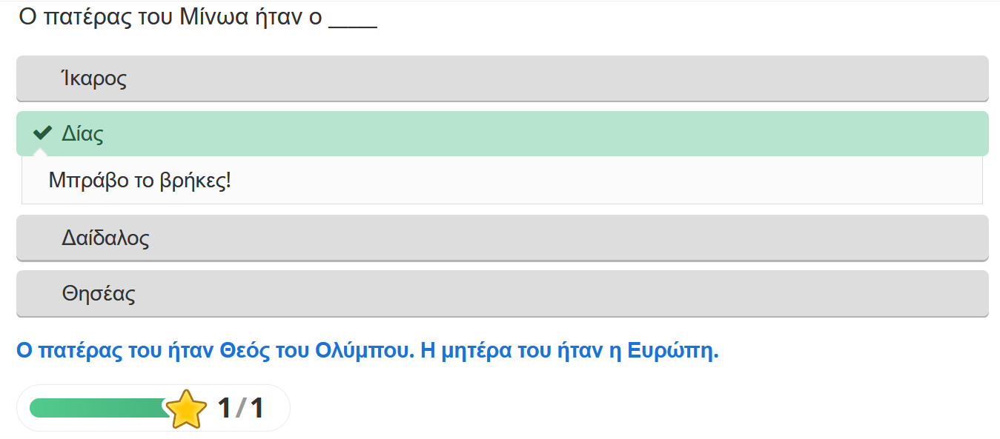 Ο πατέρας του Μίνωα ήταν ο _____
Ίκαρος
Δίας
Μπράβο το βρήκες!
Δαίδαλος
Θησέας
Ο πατέρας του ήταν Θεός του Ολύμπου. Η μητέρα του ήταν η Ευρώπη.
1/1